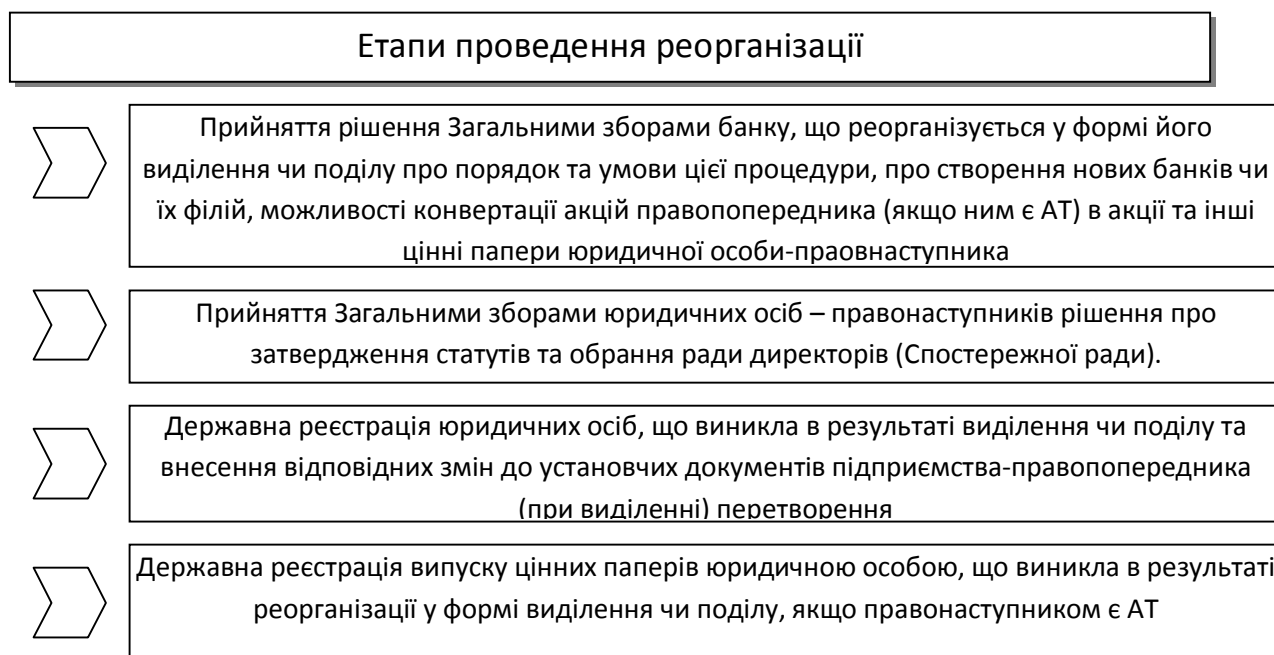 Етапи проведення реорганізації
Прийняття рішення Загальними зборами банку, що реорганізується у формі його
виділення чи поділу про порядок та умови цієї процедури, про створення нових банків чи
їх філій, можливості конвертації акцій правопопередника (якщо ним є АТ) в акції та інші
цінні папери юридичної особи-праовнаступника
Прийняття Загальними зборами юридичних осіб – правонаступників рішення про
затвердження статутів та обрання ради директорів (Спостережної ради).
Державна реєстрація юридичних осіб, що виникла в результаті виділення чи поділу та
внесення відповідних змін до установчих документів підприємства-правопопередника
(при виділенні) перетворення
Державна реєстрація випуску цінних паперів юридичною особою, що виникла в результаті
реорганізації у формі виділення чи поділу, якщо правонаступником є АТ